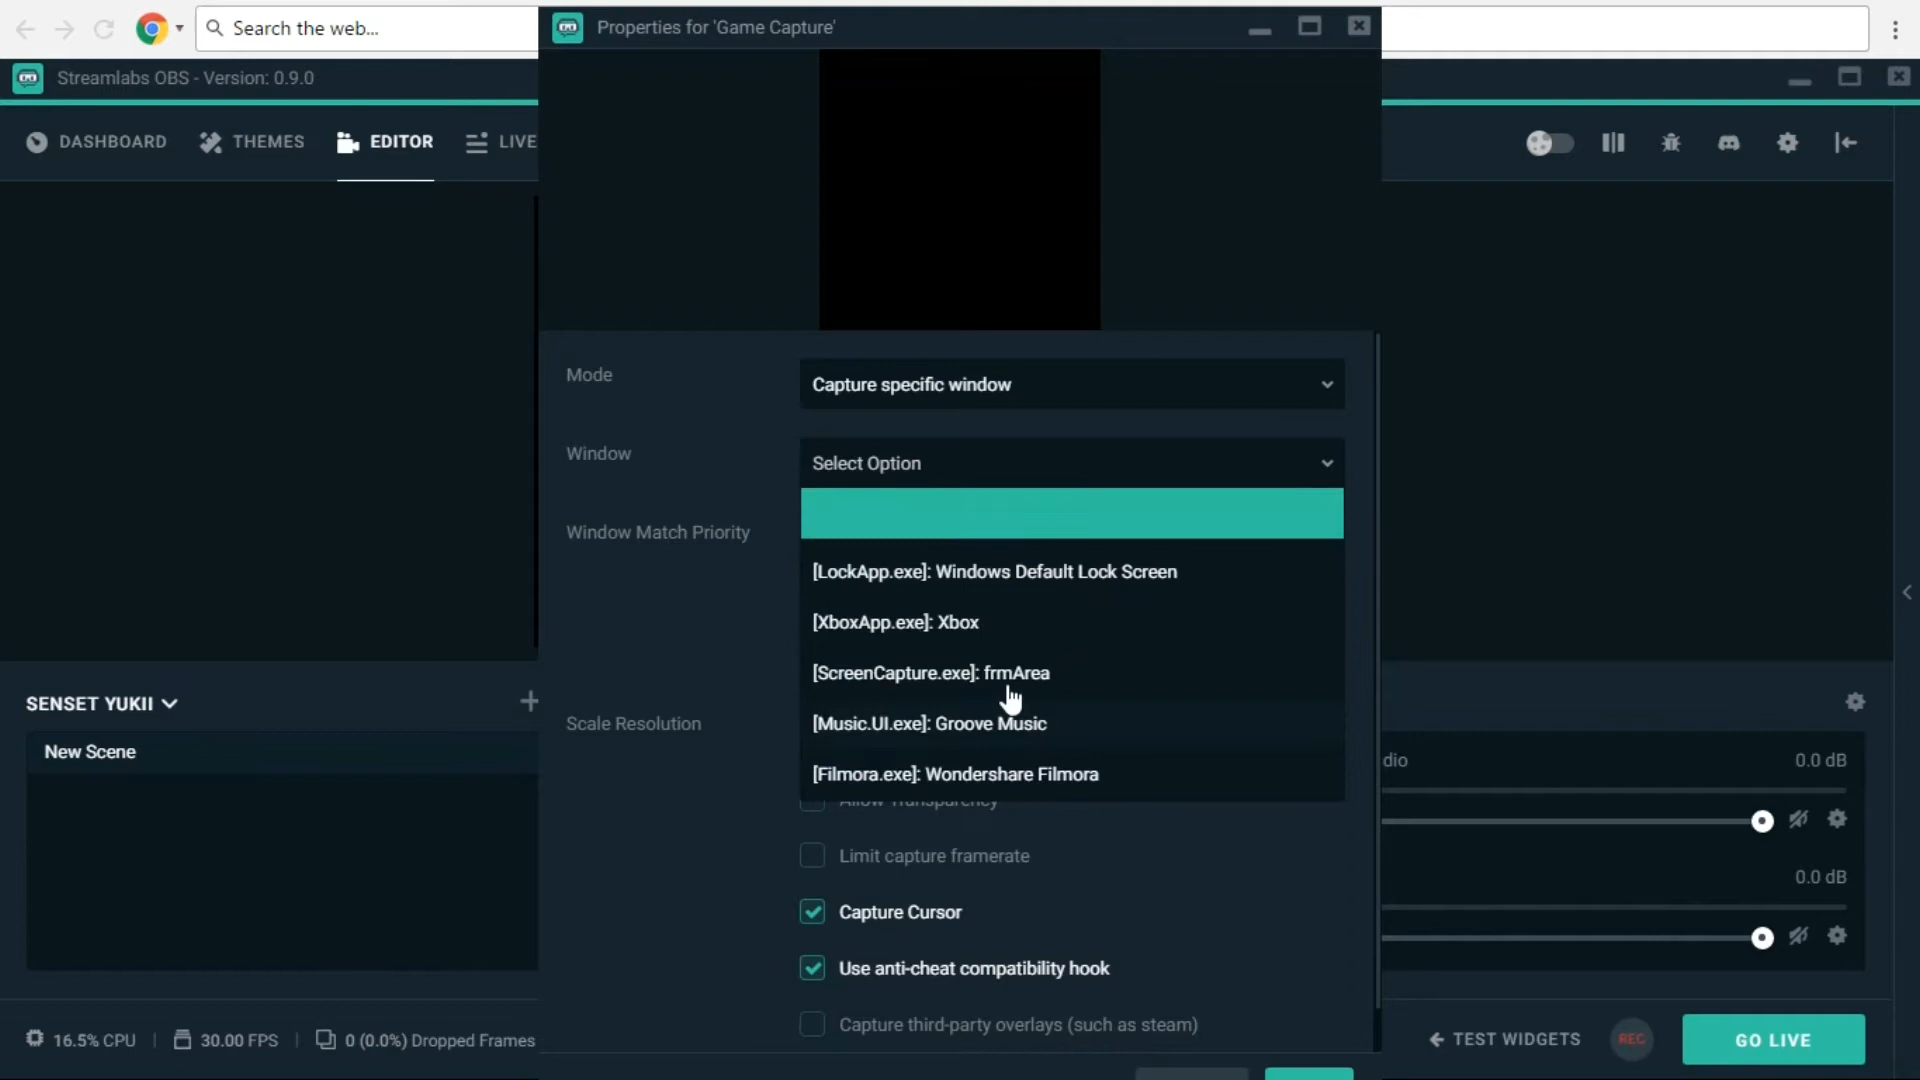 Search the web...
Properties for 'Game Capture'
Streamlabs OBS - Version: 0.9.0
DASHBOARD
THEMES
EDITOR
LIVE
Mode
Capture specific window
Window
Select Option
Window Match Priority
[LockApp.exe]: Windows Default Lock Screen
[XboxApp.exe]: Xbox
[ScreenCapture.exe]: frmArea
[Music.UI.exe]: Groove Music
[Filmora.exe]: Wondershare Filmora
Scale Resolution
Allow Transparency
Limit capture framerate
Capture Cursor
Use anti-cheat compatibility hook
Capture third-party overlays (such as steam)
SENSET YUKII
New Scene
dio
0.0 dB
0.0 dB
16.5% CPU
30.00 FPS
0 (0.0%) Dropped Frames
TEST WIDGETS
REC
GO LIVE